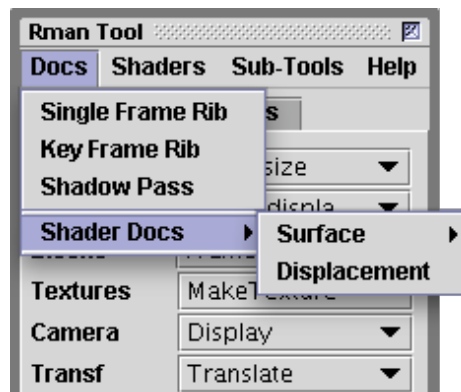 Rman Tool
Docs Shaders Sub-Tools Help
Single Frame Rib
Key Frame Rib
Shadow Pass
Shader Docs
Surface
Displacement
Textures
Camera Display
Transf Translate